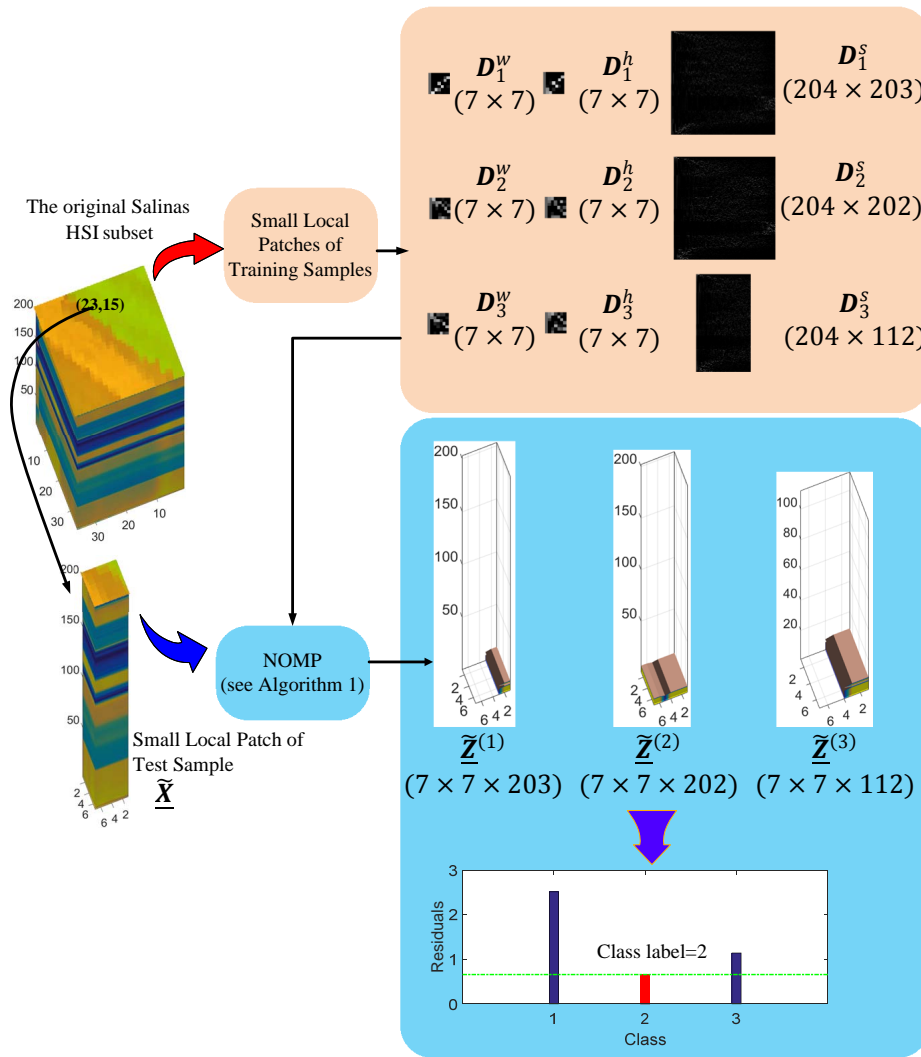 D_1^w
(7 × 7)
D_1^h
(7 × 7)
D_1^s
(204 × 203)
D_2^w
(7 × 7)
D_2^h
(7 × 7)
D_2^s
(204 × 202)
D_3^w
(7 × 7)
D_3^h
(7 × 7)
D_3^s
(204 × 112)
The original Salinas
HSI subset
Small Local
Patches of
Training Samples
(23,15)
200
150
100
50
10
20
30
30
20
10
200
150
100
50
2
4
6
6
4
2
Small Local Patch of
Test Sample
X̃
NOMP
(see Algorithm 1)
200
150
100
50
2
4
6
6
4
2
Z̃^(1)
(7 × 7 × 203)
200
150
100
50
2
4
6
6
4
2
Z̃^(2)
(7 × 7 × 202)
100
80
60
40
20
2
4
6
6
4
2
Z̃^(3)
(7 × 7 × 112)
3
2
1
0
Residuals
Class label=2
1
2
3
Class